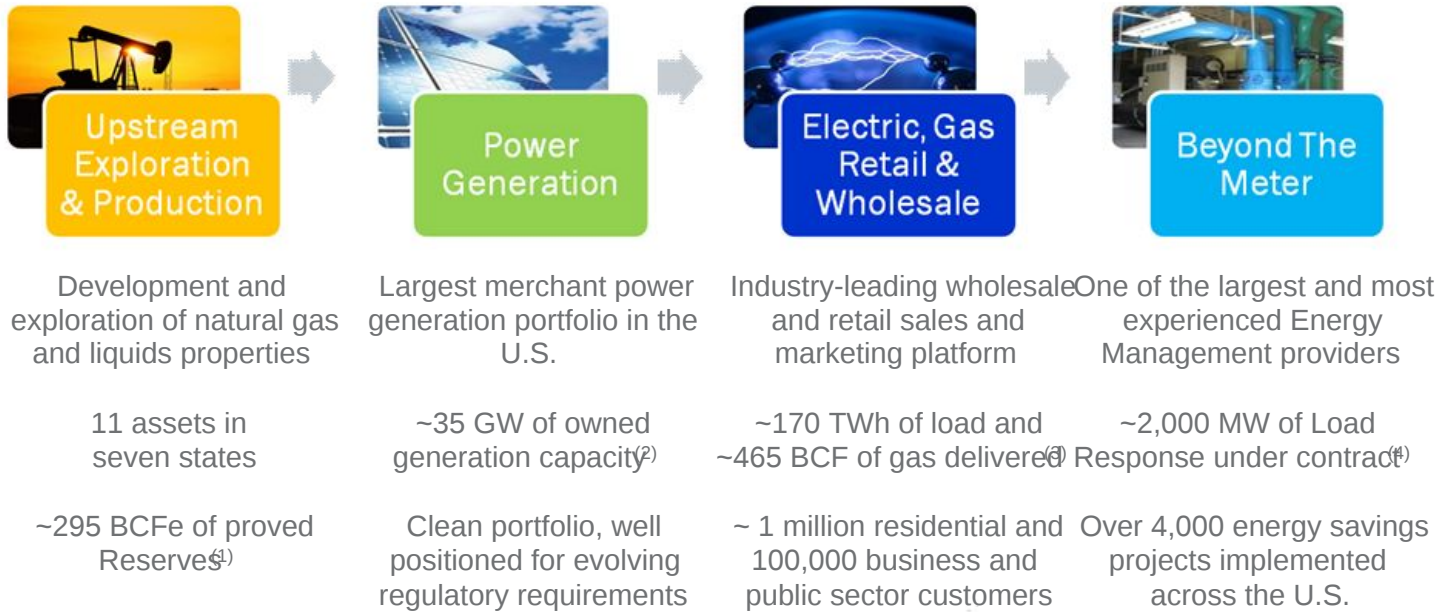 Upstream
Exploration
& Production
Power
Generation
Electric, Gas
Retail &
Wholesale
Beyond The
Meter
Development and
exploration of natural gas
and liquids properties
11 assets in
seven states
~295 BCFe of proved
Reserves(1)
Largest merchant power
generation portfolio in the
U.S.
~35 GW of owned
generation capacity(2)
Clean portfolio, well
positioned for evolving
regulatory requirements
Industry-leading wholesale
and retail sales and
marketing platform
~170 TWh of load and
~465 BCF of gas delivered(3)
~ 1 million residential and
100,000 business and
public sector customers
One of the largest and most
experienced Energy
Management providers
~2,000 MW of Load
Response under contract(4)
Over 4,000 energy savings
projects implemented
across the U.S.